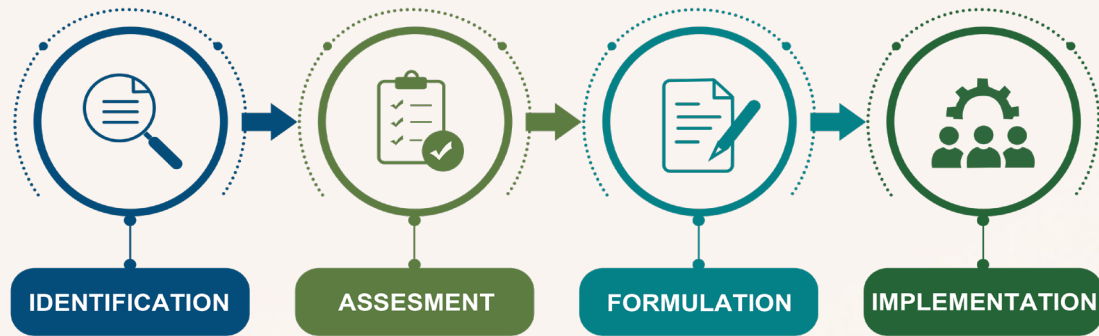 IDENTIFICATION
ASSESMENT
FORMULATION
IMPLEMENTATION